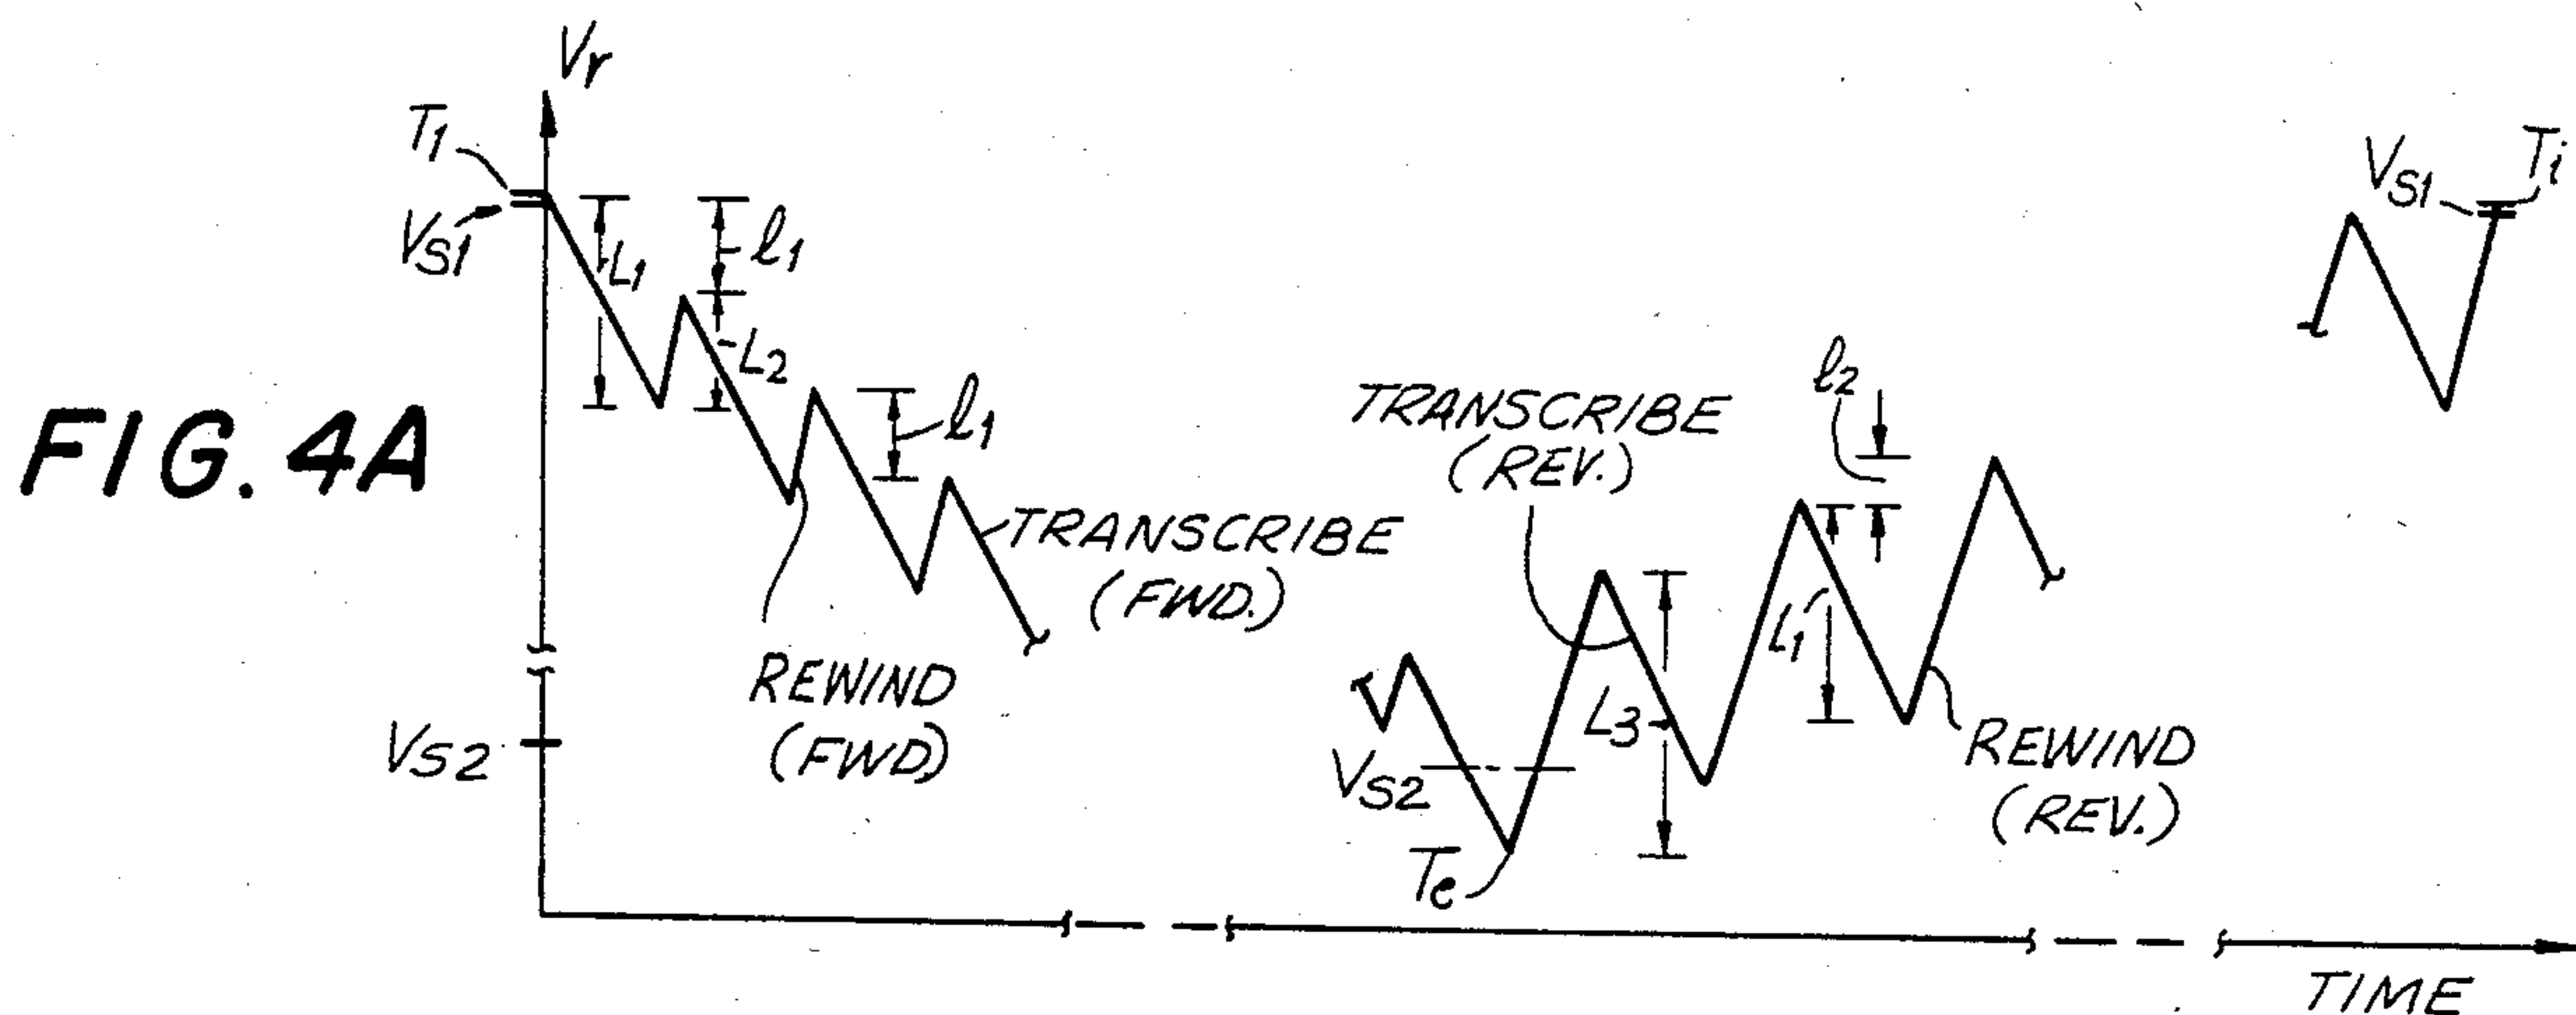 FIG. 4A
Vr
T1
VS1
L1
l1
L2
l1
TRANSCRIBE
(FWD.)
REWIND
(FWD)
VS2
TRANSCRIBE
(REV.)
l2
L1
L3
VS2
Te
REWIND
(REV.)
VS1
Ti
TIME